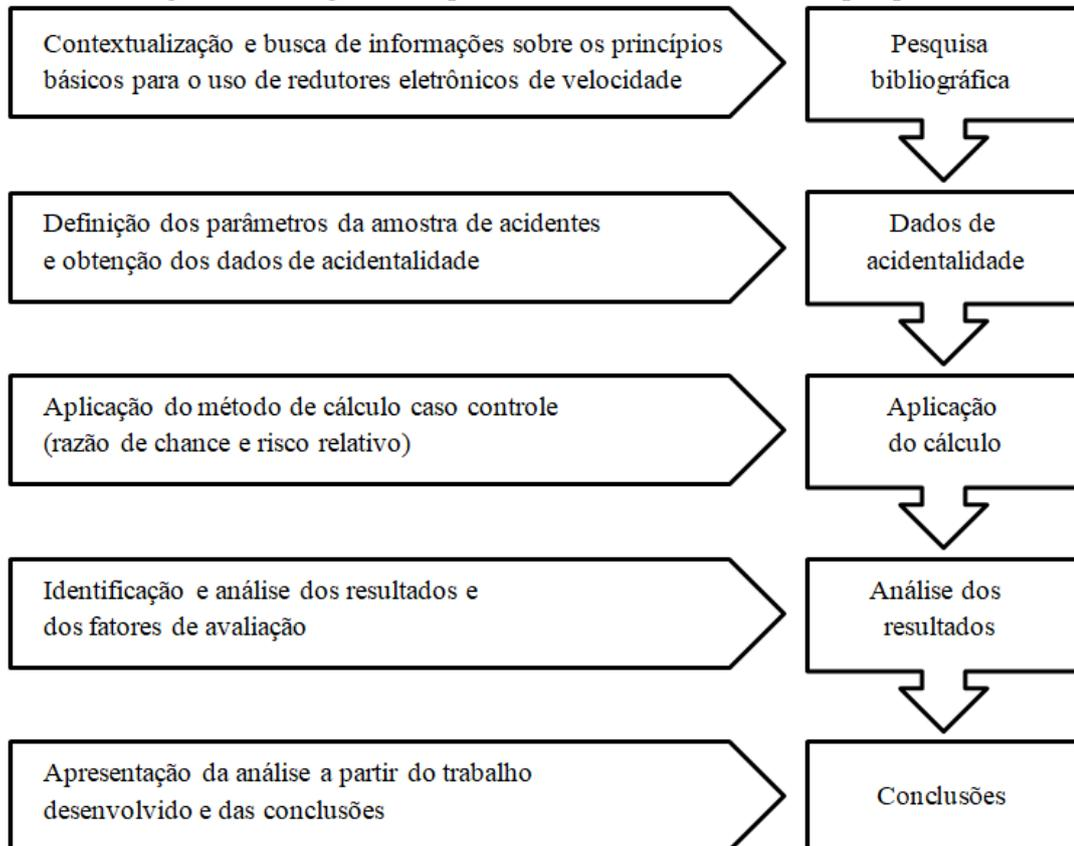 Contextualização e busca de informações sobre os princípios
básicos para o uso de redutores eletrônicos de velocidade
Pesquisa
bibliográfica
Definição dos parâmetros da amostra de acidentes
e obtenção dos dados de acidentalidade
Dados de
acidentalidade
Aplicação do método de cálculo caso controle
(razão de chance e risco relativo)
Aplicação
do cálculo
Identificação e análise dos resultados e
dos fatores de avaliação
Análise dos
resultados
Apresentação da análise a partir do trabalho
desenvolvido e das conclusões
Conclusões